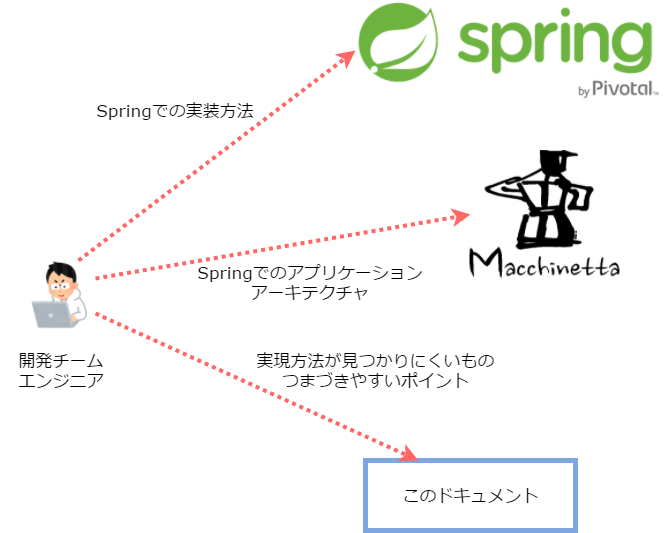 spring
by Pivotal™
Springでの実装方法
Macchinetta
Springでのアプリケーション
アーキテクチャ
開発チーム
エンジニア
実現方法が見つかりにくいもの
つまづきやすいポイント
このドキュメント